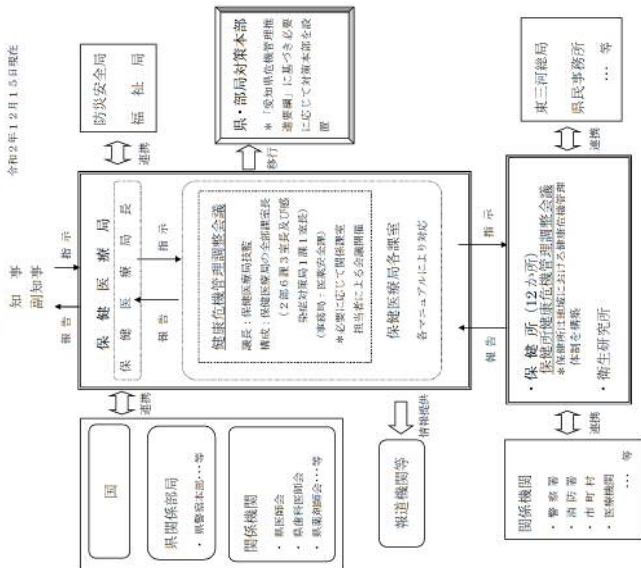 令和2年12月15日現在
知　事
副知事
報告
指示
保健医療局
保健医療局長
報告
指示
健康危機管理調整会議
議長：保健医療局技監
構成：保健医療局の全部課室長
（2部6課3室長及び感
染症対策局1課1室長）
（事務局：医薬安全課）
＊必要に応じて関係課室
担当者による会議開催
保健医療局各課室
各マニュアルにより対応
防災安全局
福　祉　局
連携
移行
県・部局対策本部
＊「愛知県危機管理推
進要綱」に基づき必要
に応じて対策本部を設
置
国
県関係部局
・県警察本部…等
関係機関
・県医師会
・県歯科医師会
・県薬剤師会…等
連携
情報提供
報道機関等
報告
指示
・保健所（12か所）
保健所健康危機管理調整会議
＊保健所は地域における健康危機管理
体制を構築
・衛生研究所
東三河総局
県民事務所
…　等
連携
関係機関
・警察署
・消防署
・市町村
・医療機関
…　等
連携